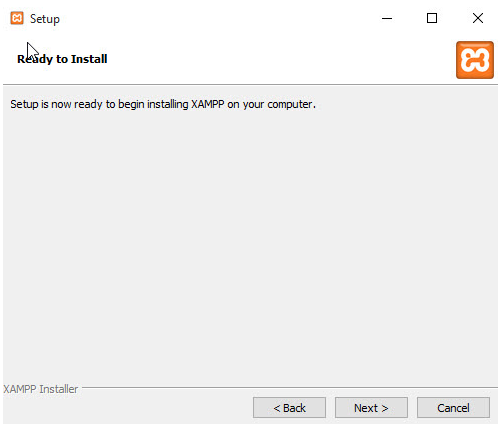 Setup
Ready to Install
Setup is now ready to begin installing XAMPP on your computer.
XAMPP Installer
< Back
Next >
Cancel